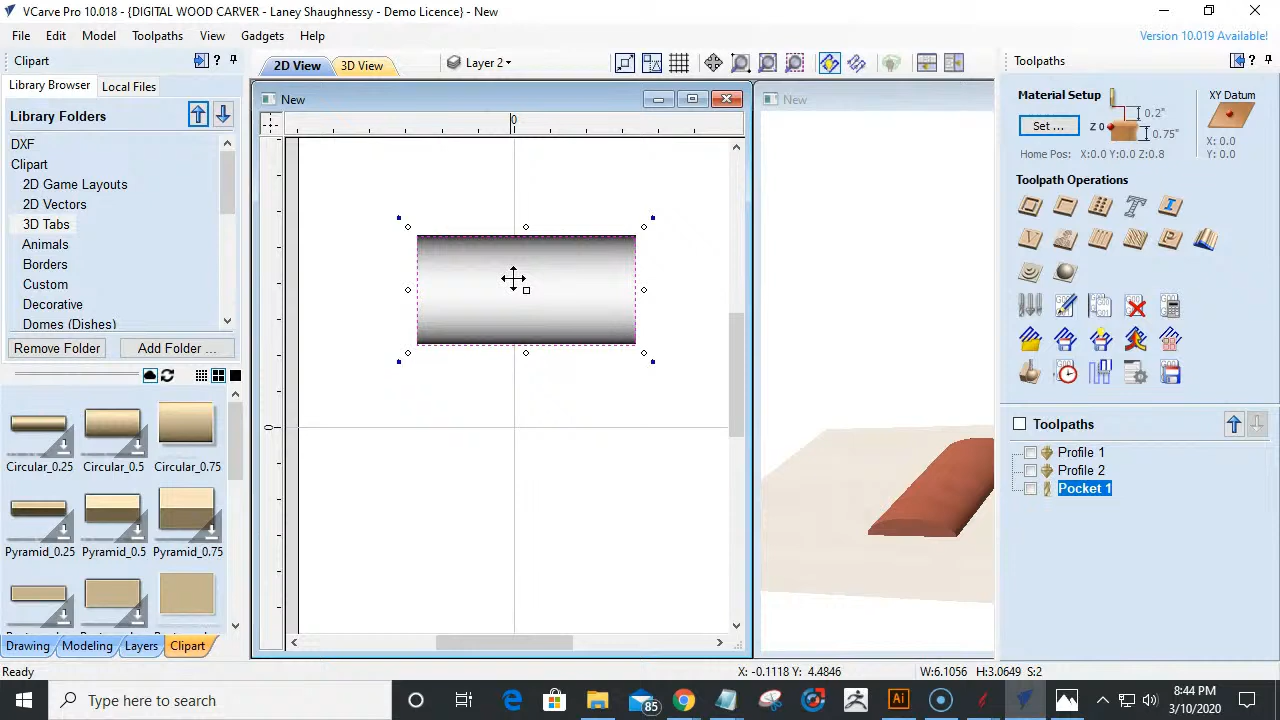 VCarve Pro 10.018 - {DIGITAL WOOD CARVER - Laney Shaughnessy - Demo Licence} - New
File Edit Model Toolpaths View Gadgets Help
Version 10.019 Available!
Clipart ?
Library Browser Local Files
Library Folders
DXF
Clipart
2D Game Layouts
2D Vectors
3D Tabs
Animals
Borders
Custom
Decorative
Domes (Dishes)
Remove Folder Add Folder ...
Circular_0.25 Circular_0.5 Circular_0.75
Pyramid_0.25 Pyramid_0.5 Pyramid_0.75
Drawing Modeling Layers Clipart
2D View 3D View Layer 2
New
0
0
New
Toolpaths ?
Material Setup
Set ...
Z 0
0.2"
0.75"
Home Pos: X:0.0 Y:0.0 Z:0.8
XY Datum
X: 0.0
Y: 0.0
Toolpath Operations
Toolpaths
Profile 1
Profile 2
Pocket 1
Ready X: -0.1118 Y: 4.4846 W:6.1056 H:3.0649 S:2
Type here to search
85
Ai
8:44 PM
3/10/2020